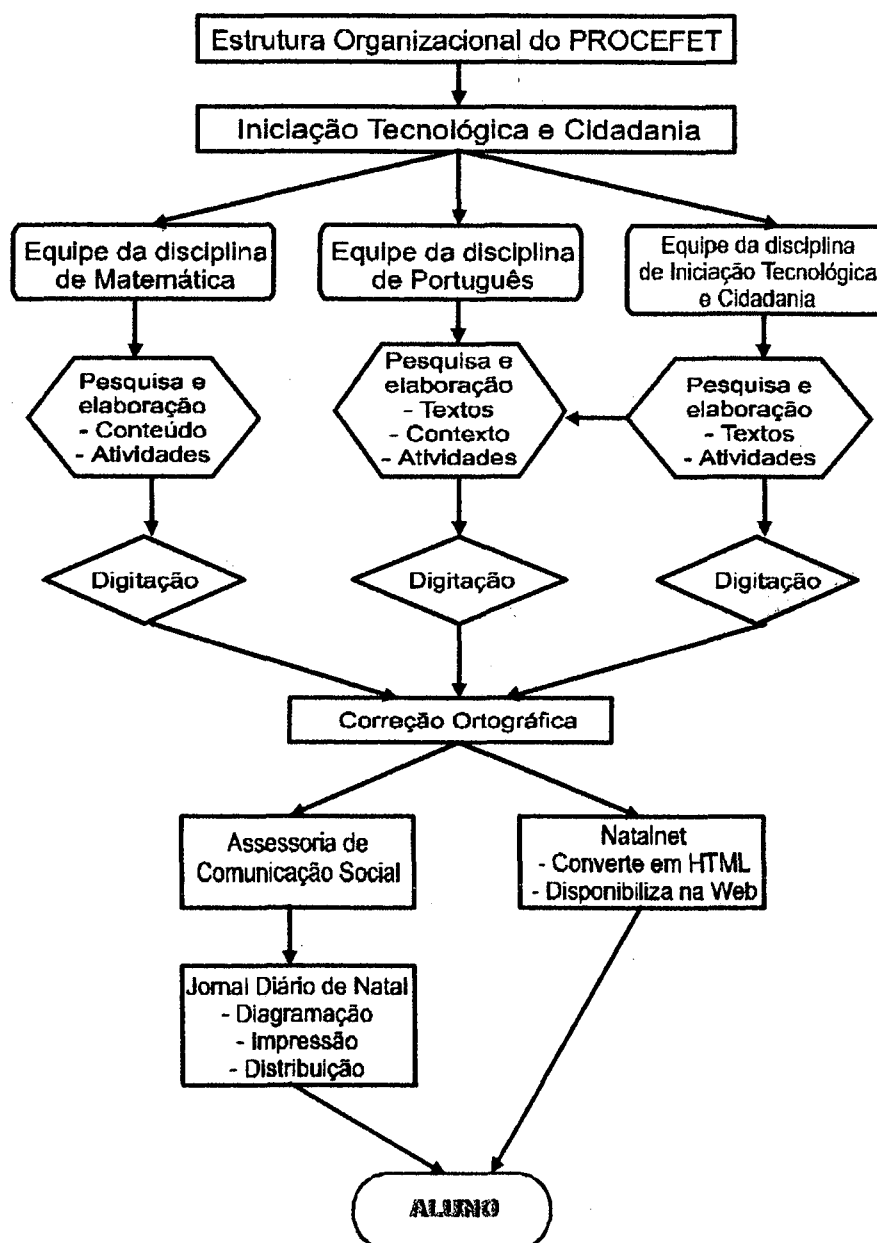 Estrutura Organizacional do PROCEFET
Iniciação Tecnológica e Cidadania
Equipe da disciplina
de Matemática
Equipe da disciplina
de Português
Equipe da disciplina
de Iniciação Tecnológica
e Cidadania
Pesquisa e
elaboração
- Conteúdo
- Atividades
Pesquisa e
elaboração
- Textos
- Contexto
- Atividades
Pesquisa e
elaboração
- Textos
- Atividades
Digitação
Digitação
Digitação
Correção Ortográfica
Assessoria de
Comunicação Social
Natalnet
- Converte em HTML
- Disponibiliza na Web
Jornal Diário de Natal
- Diagramação
- Impressão
- Distribuição
ALUNO